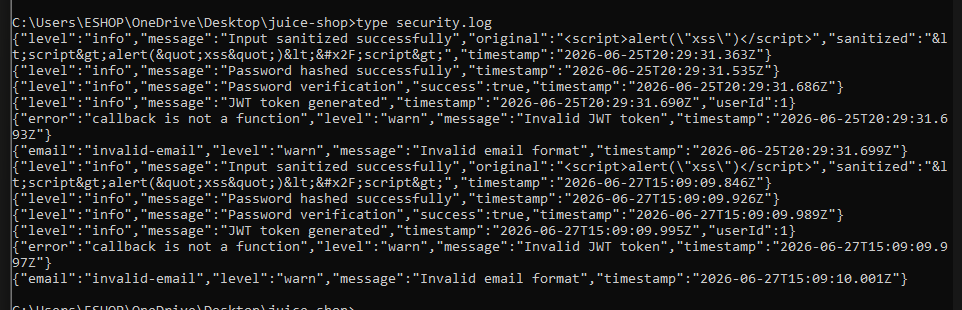 C:\Users\ESHOP\OneDrive\Desktop\juice-shop>type security.log
{"level":"info","message":"Input sanitized successfully","original":"<script>alert(\"xss\")</script>","sanitized":"&l
t;script&gt;alert(&quot;xss&quot;)&lt;&#x2F;script&gt;","timestamp":"2026-06-25T20:29:31.363Z"}
{"level":"info","message":"Password hashed successfully","timestamp":"2026-06-25T20:29:31.535Z"}
{"level":"info","message":"Password verification","success":true,"timestamp":"2026-06-25T20:29:31.686Z"}
{"level":"info","message":"JWT token generated","timestamp":"2026-06-25T20:29:31.690Z","userId":1}
{"error":"callback is not a function","level":"warn","message":"Invalid JWT token","timestamp":"2026-06-25T20:29:31.6
93Z"}
{"email":"invalid-email","level":"warn","message":"Invalid email format","timestamp":"2026-06-25T20:29:31.699Z"}
{"level":"info","message":"Input sanitized successfully","original":"<script>alert(\"xss\")</script>","sanitized":"&l
t;script&gt;alert(&quot;xss&quot;)&lt;&#x2F;script&gt;","timestamp":"2026-06-27T15:09:09.846Z"}
{"level":"info","message":"Password hashed successfully","timestamp":"2026-06-27T15:09:09.926Z"}
{"level":"info","message":"Password verification","success":true,"timestamp":"2026-06-27T15:09:09.989Z"}
{"level":"info","message":"JWT token generated","timestamp":"2026-06-27T15:09:09.995Z","userId":1}
{"error":"callback is not a function","level":"warn","message":"Invalid JWT token","timestamp":"2026-06-27T15:09:09.9
97Z"}
{"email":"invalid-email","level":"warn","message":"Invalid email format","timestamp":"2026-06-27T15:09:10.001Z"}
C:\Users\ESHOP\OneDrive\Desktop\juice-shop>